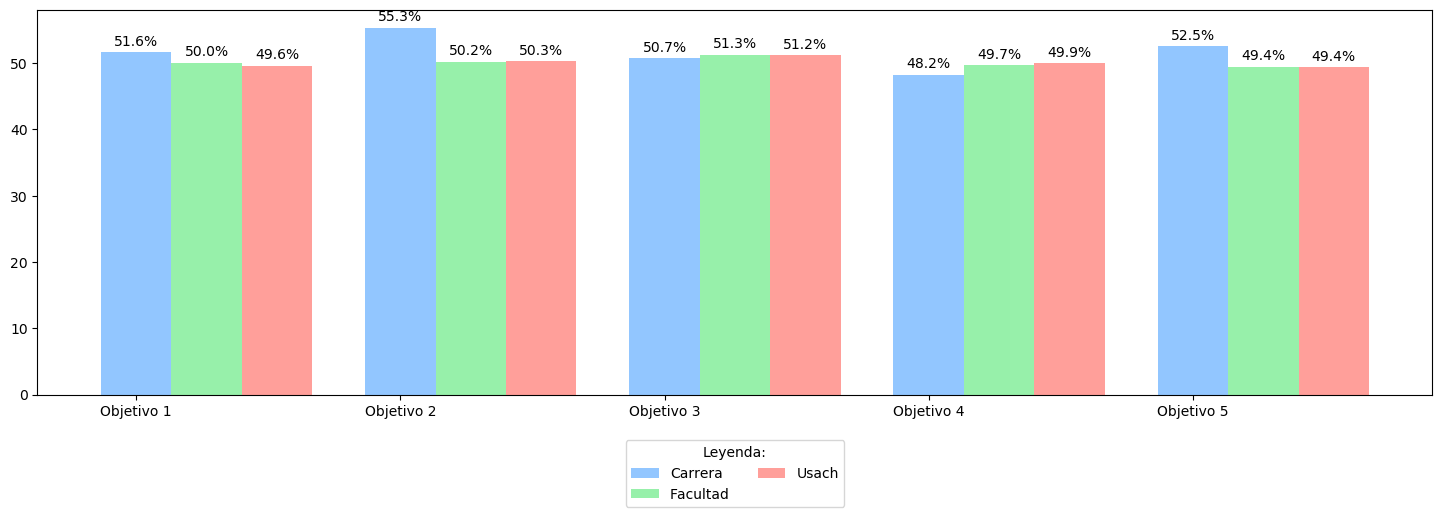 55.3%
51.6% 50.0% 49.6% 50.2% 50.3% 50.7% 51.3% 51.2% 48.2% 49.7% 49.9% 52.5% 49.4% 49.4%
50
40
30
20
10
0
Objetivo 1 Objetivo 2 Objetivo 3 Objetivo 4 Objetivo 5
Leyenda:
Carrera Usach
Facultad